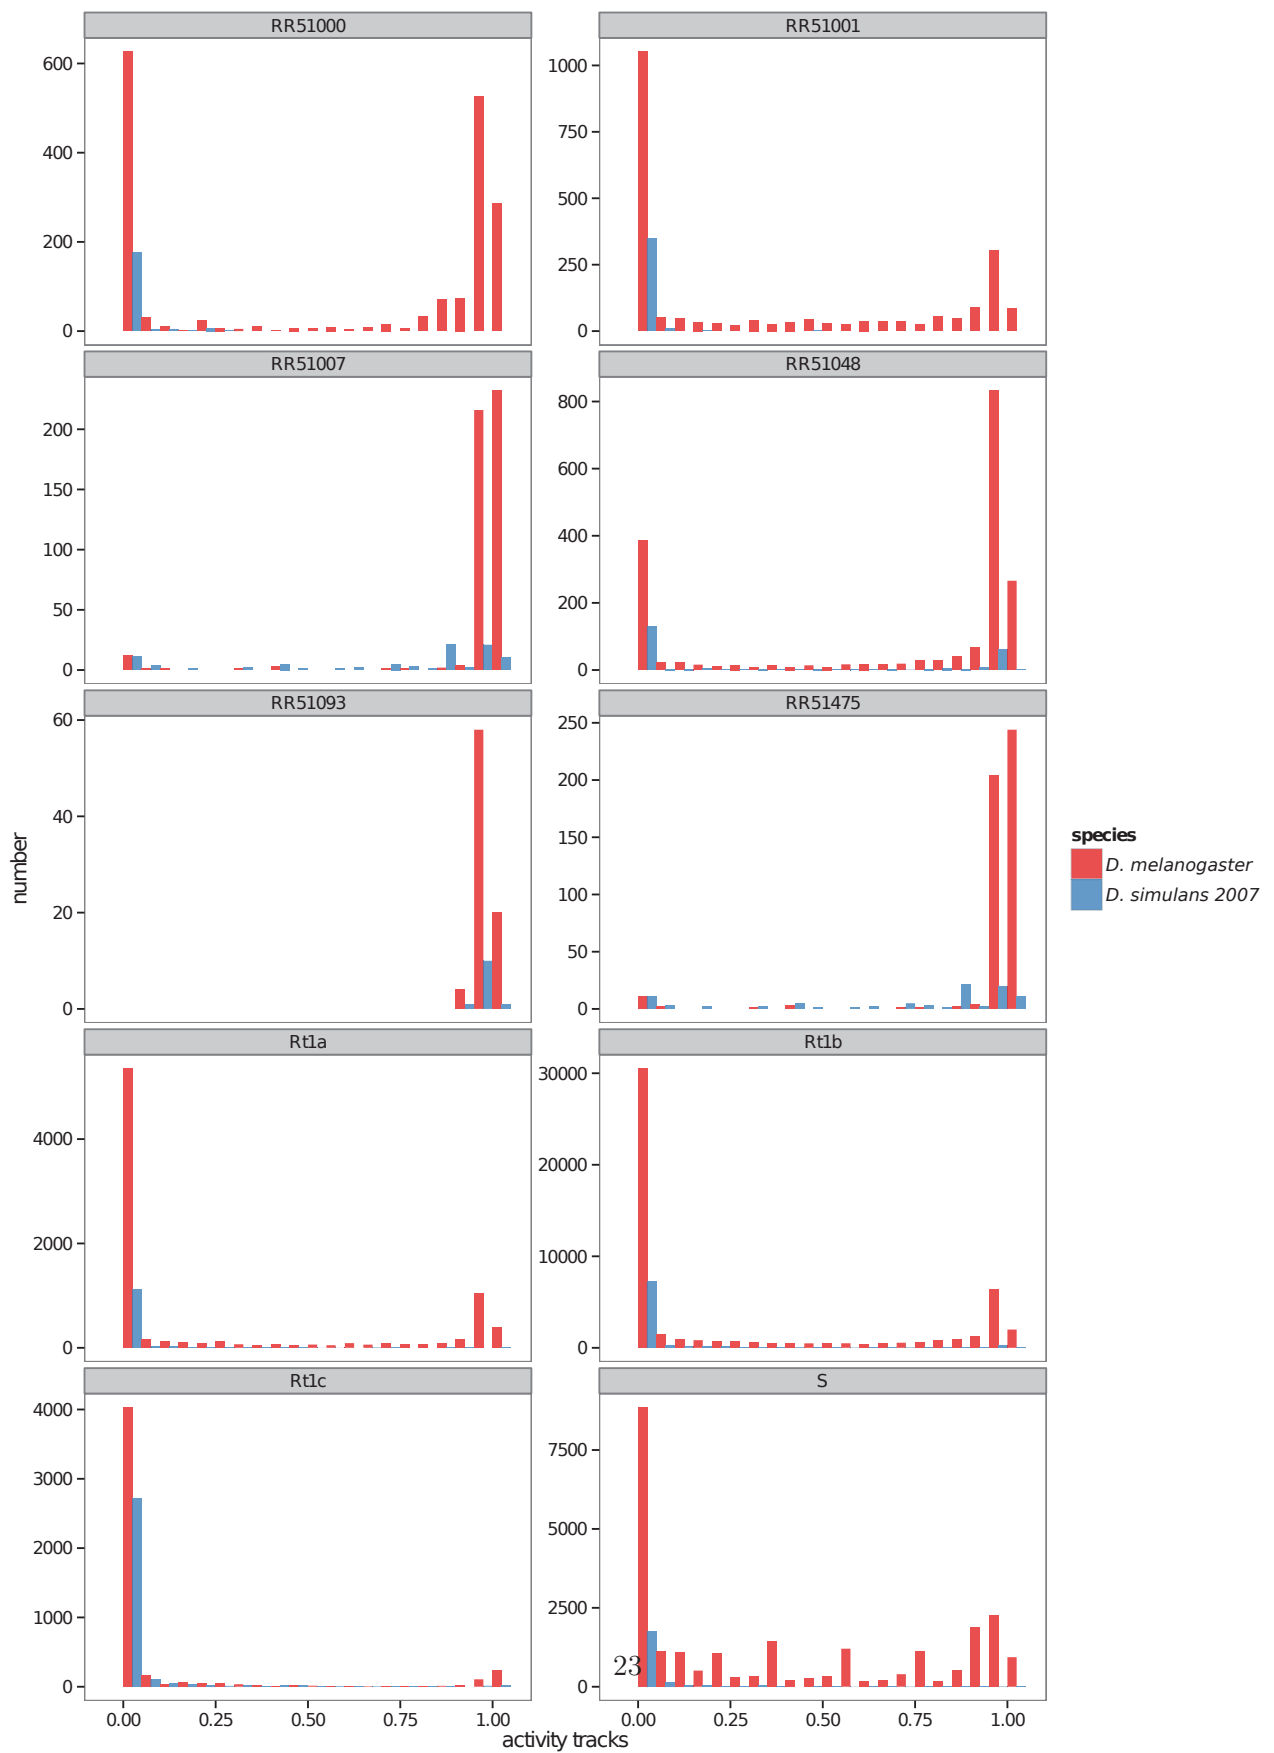 RR51000
RR51001
600
400
200
0
1000
750
500
250
0
RR51007
RR51048
200
150
100
50
0
800
600
400
200
0
RR51093
RR51475
60
40
20
0
250
200
150
100
50
0
number
species
D. melanogaster
D. simulans 2007
Rt1a
Rt1b
4000
2000
0
30000
20000
10000
0
Rt1c
S
4000
3000
2000
1000
0
7500
5000
2500
0
23
0.00 0.25 0.50 0.75 1.00
0.00 0.25 0.50 0.75 1.00
activity tracks